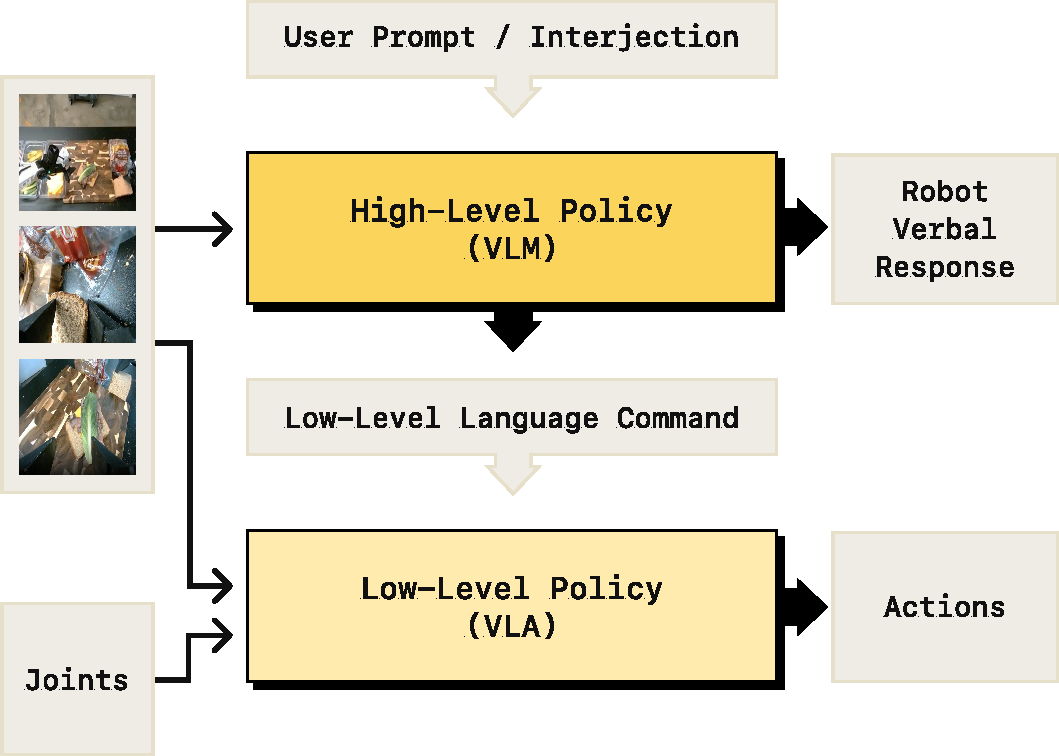 User Prompt / Interjection
High-Level Policy
(VLM)
Robot
Verbal
Response
Low-Level Language Command
Low-Level Policy
(VLA)
Actions
Joints